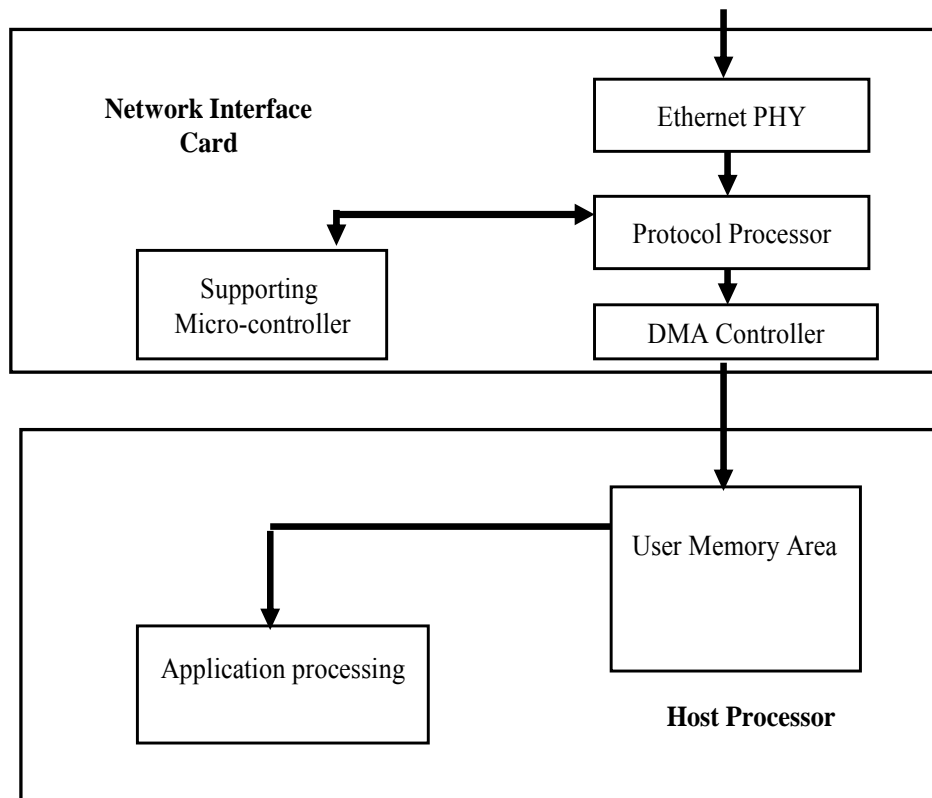 Network Interface
Card
Ethernet PHY
Protocol Processor
Supporting
Micro-controller
DMA Controller
User Memory Area
Application processing
Host Processor